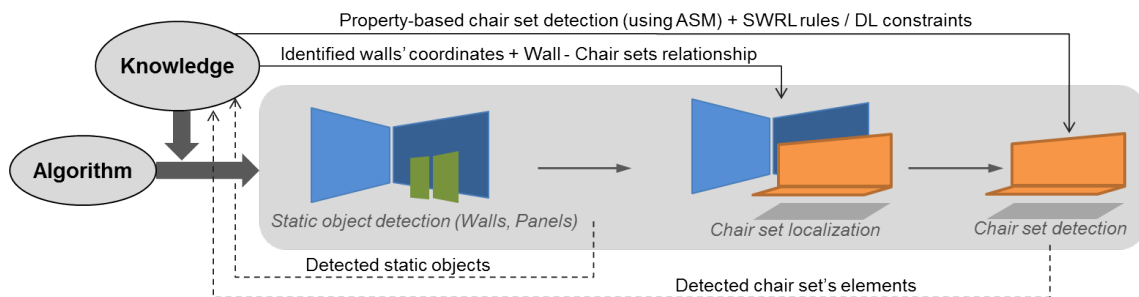 Property-based chair set detection (using ASM) + SWRL rules / DL constraints
Identified walls' coordinates + Wall - Chair sets relationship
Knowledge
Algorithm
Static object detection (Walls, Panels)
Chair set localization
Chair set detection
Detected static objects
Detected chair set's elements